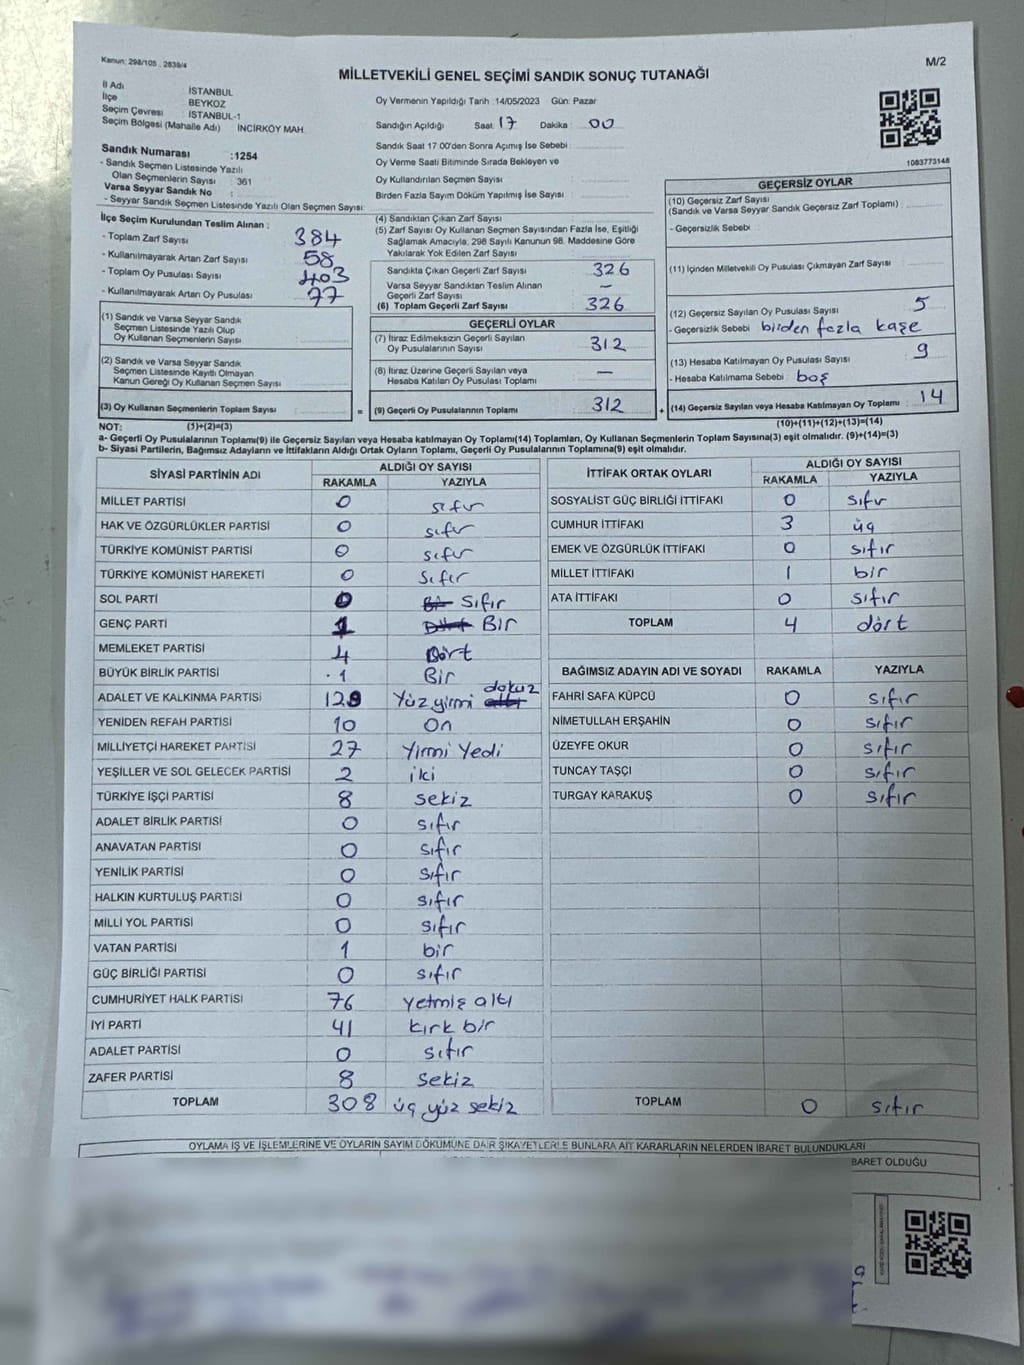 Kanun: 298/105 , 2839/4
MİLLETVEKİLİ GENEL SEÇİMİ SANDIK SONUÇ TUTANAĞI
M/2
İl Adı İSTANBUL
İlçe BEYKOZ
Seçim Çevresi : İSTANBUL-1
Seçim Bölgesi (Mahalle Adı) İNCİRKÖY MAH.
Sandık Numarası :1254
- Sandık Seçmen Listesinde Yazılı
Olan Seçmenlerin Sayısı : 361
Varsa Seyyar Sandık No :
- Seyyar Sandık Seçmen Listesinde Yazılı Olan Seçmen Sayısı:
Oy Vermenin Yapıldığı Tarih :14/05/2023 Gün: Pazar
Sandığın Açıldığı Saat: 17 Dakika : 00
Sandık Saat 17:00'den Sonra Açımış İse Sebebi :
Oy Verme Saati Bitiminde Sırada Bekleyen ve
Oy Kullandırılan Seçmen Sayısı :
Birden Fazla Sayım Döküm Yapılmış İse Sayısı :
1083773148
İlçe Seçim Kurulundan Teslim Alınan :
- Toplam Zarf Sayısı 384
- Kullanılmayarak Artan Zarf Sayısı 58
- Toplam Oy Pusulası Sayısı 403
- Kullanılmayarak Artan Oy Pusulası 77
(4) Sandıktan Çıkan Zarf Sayısı :
(5) Zarf Sayısı Oy Kullanan Seçmen Sayısından Fazla İse, Eşitliği
Sağlamak Amacıyla, 298 Sayılı Kanunun 98. Maddesine Göre
Yakılarak Yok Edilen Zarf Sayısı :
Sandıkta Çıkan Geçerli Zarf Sayısı : 326
Varsa Seyyar Sandıktan Teslim Alınan
Geçerli Zarf Sayısı : —
(6) Toplam Geçerli Zarf Sayısı : 326
GEÇERSİZ OYLAR
(10) Geçersiz Zarf Sayısı
(Sandık ve Varsa Seyyar Sandık Geçersiz Zarf Toplamı) :
- Geçersizlik Sebebi :
(11) İçinden Milletvekili Oy Pusulası Çıkmayan Zarf Sayısı :
(12) Geçersiz Sayılan Oy Pusulası Sayısı : 5
- Geçersizlik Sebebi : birden fazla kaşe
(13) Hesaba Katılmayan Oy Pusulası Sayısı : 9
- Hesaba Katılmama Sebebi : boş
(14) Geçersiz Sayılan veya Hesaba Katılmayan Oy Toplamı : 14
(1) Sandık ve Varsa Seyyar Sandık
Seçmen Listesinde Yazılı Olup
Oy Kullanan Seçmenlerin Sayısı :
(2) Sandık ve Varsa Seyyar Sandık
Seçmen Listesinde Kayıtlı Olmayan
Kanun Gereği Oy Kullanan Seçmen Sayısı :
(3) Oy Kullanan Seçmenlerin Toplam Sayısı :
=
GEÇERLİ OYLAR
(7) İtiraz Edilmeksizin Geçerli Sayılan
Oy Pusulalarının Sayısı : 312
(8) İtiraz Üzerine Geçerli Sayılan veya
Hesaba Katılan Oy Pusulası Toplamı : —
(9) Geçerli Oy Pusulalarının Toplamı : 312
+
NOT: (1)+(2)=(3) (10)+(11)+(12)+(13)=(14)
a- Geçerli Oy Pusulalarının Toplamı(9) ile Geçersiz Sayılan veya Hesaba katılmayan Oy Toplamı(14) Toplamları, Oy Kullanan Seçmenlerin Toplam Sayısına(3) eşit olmalıdır. (9)+(14)=(3)
b- Siyasi Partilerin, Bağımsız Adayların ve İttifakların Aldığı Ortak Oyların Toplamı, Geçerli Oy Pusulalarının Toplamına(9) eşit olmalıdır.
SİYASİ PARTİNİN ADI ALDIĞI OY SAYISI
RAKAMLA YAZIYLA
MİLLET PARTİSİ 0 sıfır
HAK VE ÖZGÜRLÜKLER PARTİSİ 0 sıfır
TÜRKİYE KOMÜNİST PARTİSİ 0 sıfır
TÜRKİYE KOMÜNİST HAREKETİ 0 sıfır
SOL PARTİ 0 Sıfır
GENÇ PARTİ 1 Bir
MEMLEKET PARTİSİ 4 Dört
BÜYÜK BİRLİK PARTİSİ 1 Bir
ADALET VE KALKINMA PARTİSİ 129 Yüz yirmi dokuz
YENİDEN REFAH PARTİSİ 10 On
MİLLİYETÇİ HAREKET PARTİSİ 27 Yirmi Yedi
YEŞİLLER VE SOL GELECEK PARTİSİ 2 iki
TÜRKİYE İŞÇİ PARTİSİ 8 sekiz
ADALET BİRLİK PARTİSİ 0 sıfır
ANAVATAN PARTİSİ 0 sıfır
YENİLİK PARTİSİ 0 sıfır
HALKIN KURTULUŞ PARTİSİ 0 sıfır
MİLLİ YOL PARTİSİ 0 sıfır
VATAN PARTİSİ 1 bir
GÜÇ BİRLİĞİ PARTİSİ 0 sıfır
CUMHURİYET HALK PARTİSİ 76 yetmiş altı
İYİ PARTİ 41 kırk bir
ADALET PARTİSİ 0 sıfır
ZAFER PARTİSİ 8 sekiz
TOPLAM 308 üç yüz sekiz
İTTİFAK ORTAK OYLARI ALDIĞI OY SAYISI
RAKAMLA YAZIYLA
SOSYALİST GÜÇ BİRLİĞİ İTTİFAKI 0 sıfır
CUMHUR İTTİFAKI 3 üç
EMEK VE ÖZGÜRLÜK İTTİFAKI 0 sıfır
MİLLET İTTİFAKI 1 bir
ATA İTTİFAKI 0 sıfır
TOPLAM 4 dört
BAĞIMSIZ ADAYIN ADI VE SOYADI RAKAMLA YAZIYLA
FAHRİ SAFA KÜPCÜ 0 sıfır
NİMETULLAH ERŞAHİN 0 sıfır
ÜZEYFE OKUR 0 sıfır
TUNCAY TAŞÇI 0 sıfır
TURGAY KARAKUŞ 0 sıfır
TOPLAM 0 sıfır
OYLAMA İŞ VE İŞLEMLERİNE VE OYLARIN SAYIM DÖKÜMÜNE DAİR ŞİKAYETLERLE BUNLARA AİT KARARLARIN NELERDEN İBARET BULUNDUKLARI
BARET OLDUĞU